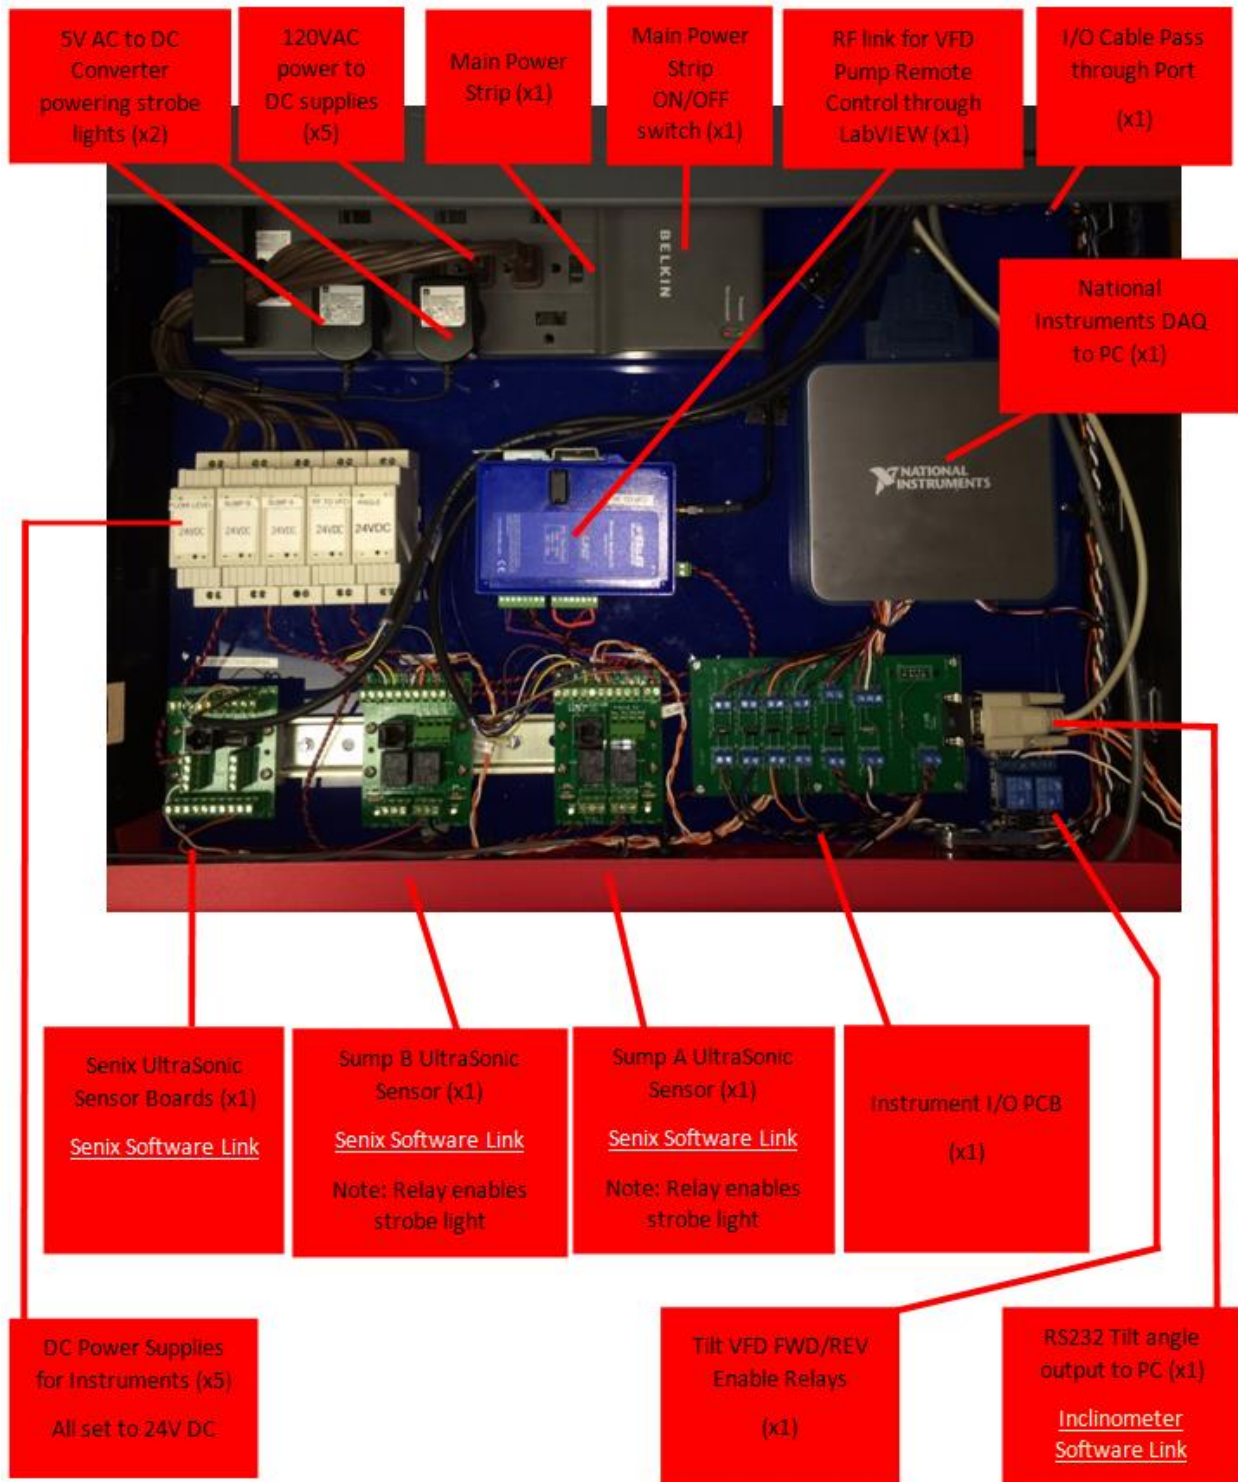 5V AC to DC
Converter
powering strobe
lights (x2)
120VAC
power to
DC supplies
(x5)
Main Power
Strip (x1)
Main Power
Strip
ON/OFF
switch (x1)
RF link for VFD
Pump Remote
Control through
LabVIEW (x1)
I/O Cable Pass
through Port
(x1)
BELKIN
National
Instruments DAQ
to PC (x1)
NATIONAL
INSTRUMENTS
SUMP B
SUMP A
RF TO VFD
ANGLE
24VDC
24VDC
24VDC
24VDC
24VDC
Senix UltraSonic
Sensor Boards (x1)
Senix Software Link
Sump B UltraSonic
Sensor (x1)
Senix Software Link
Note: Relay enables
strobe light
Sump A UltraSonic
Sensor (x1)
Senix Software Link
Note: Relay enables
strobe light
Instrument I/O PCB
(x1)
DC Power Supplies
for Instruments (x5)
All set to 24V DC
Tilt VFD FWD/REV
Enable Relays
(x1)
RS232 Tilt angle
output to PC (x1)
Inclinometer
Software Link